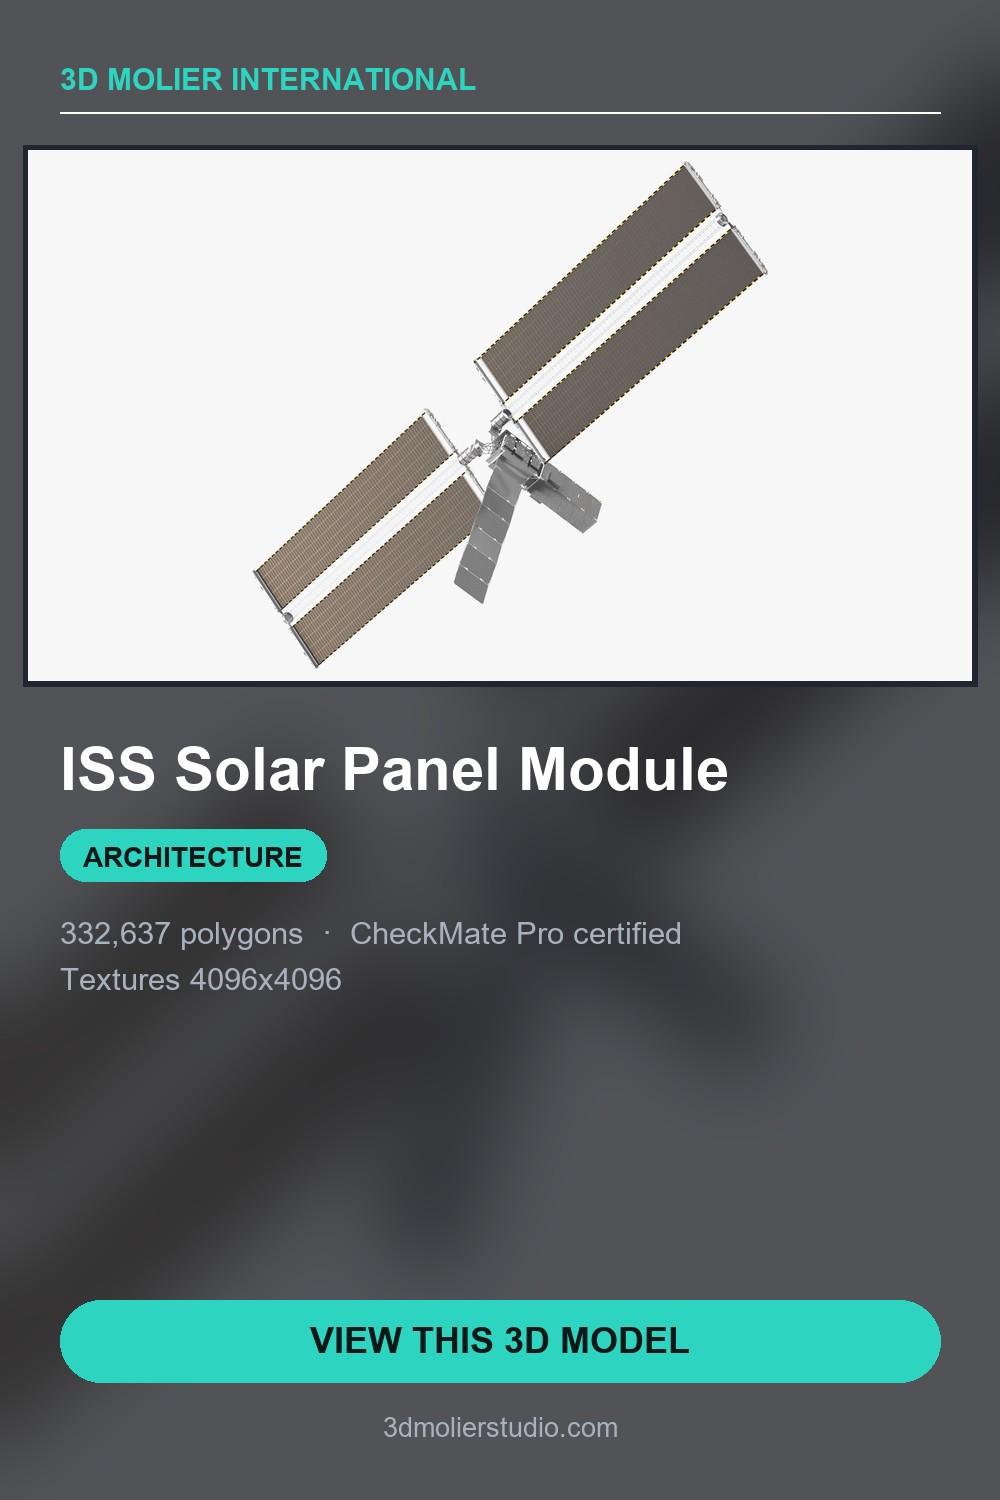 3D MOLIER INTERNATIONAL
ISS Solar Panel Module
ARCHITECTURE
332,637 polygons · CheckMate Pro certified
Textures 4096x4096
VIEW THIS 3D MODEL
3dmolierstudio.com